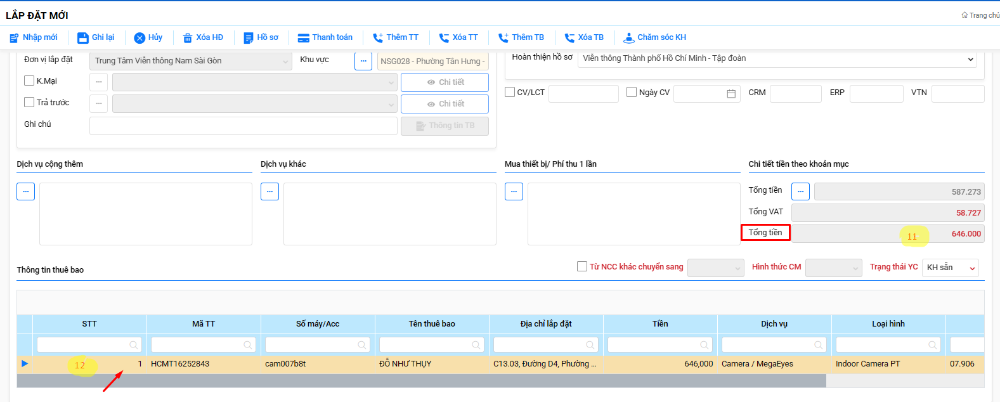 LẮP ĐẶT MỚI
Trang chủ
Nhập mới Ghi lại Hủy Xóa HĐ Hồ sơ Thanh toán Thêm TT Xóa TT Thêm TB Xóa TB Chăm sóc KH
Đơn vị lắp đặt Trung Tâm Viễn thông Nam Sài Gòn Khu vực ... NSG028 - Phường Tân Hưng -
Hoàn thiện hồ sơ Viễn thông Thành phố Hồ Chí Minh - Tập đoàn
K.Mại ... Chi tiết
CV/LCT Ngày CV CRM ERP VTN
Trả trước ... Chi tiết
Ghi chú Thông tin TB
Dịch vụ cộng thêm Dịch vụ khác Mua thiết bị/ Phí thu 1 lần Chi tiết tiền theo khoản mục
... ... ... Tổng tiền ... 587.273
Tổng VAT 58.727
Tổng tiền 11 646.000
Thông tin thuê bao Từ NCC khác chuyển sang Hình thức CM Trạng thái YC KH sẵn
STT Mã TT Số máy/Acc Tên thuê bao Địa chỉ lắp đặt Tiền Dịch vụ Loại hình
12 1 HCMT16252843 cam007b8t ĐỖ NHƯ THỤY C13.03, Đường D4, Phường ... 646,000 Camera / MegaEyes Indoor Camera PT 07.906